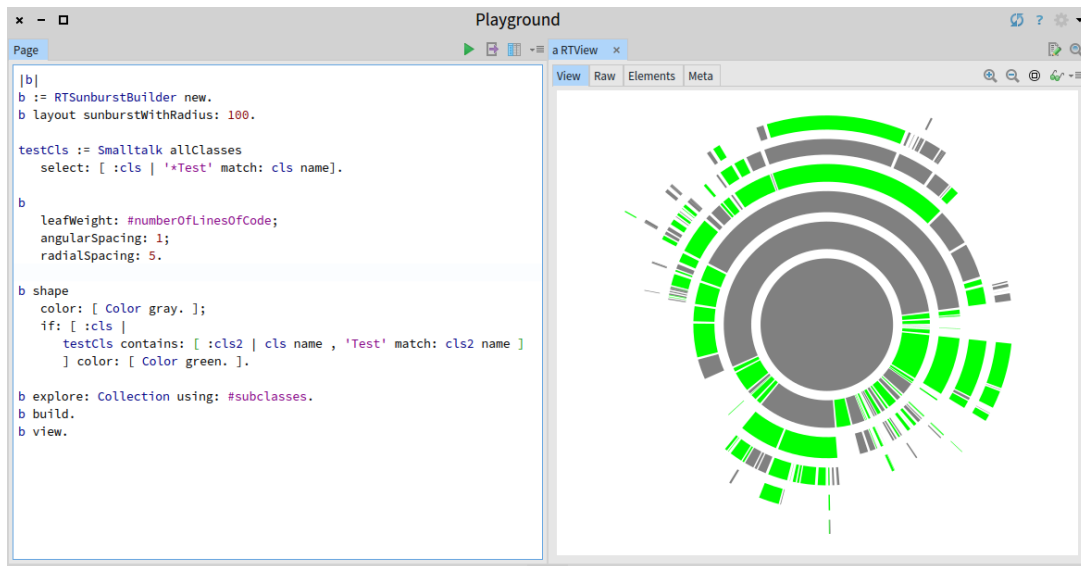 Playground
?
Page
a RTView ×
|b|
b := RTSunburstBuilder new.
b layout sunburstWithRadius: 100.
testCls := Smalltalk allClasses
select: [ :cls | '*Test' match: cls name].
b
leafWeight: #numberOfLinesOfCode;
angularSpacing: 1;
radialSpacing: 5.
b shape
color: [ Color gray. ];
if: [ :cls |
testCls contains: [ :cls2 | cls name , 'Test' match: cls2 name ]
] color: [ Color green. ].
b explore: Collection using: #subclasses.
b build.
b view.
View Raw Elements Meta